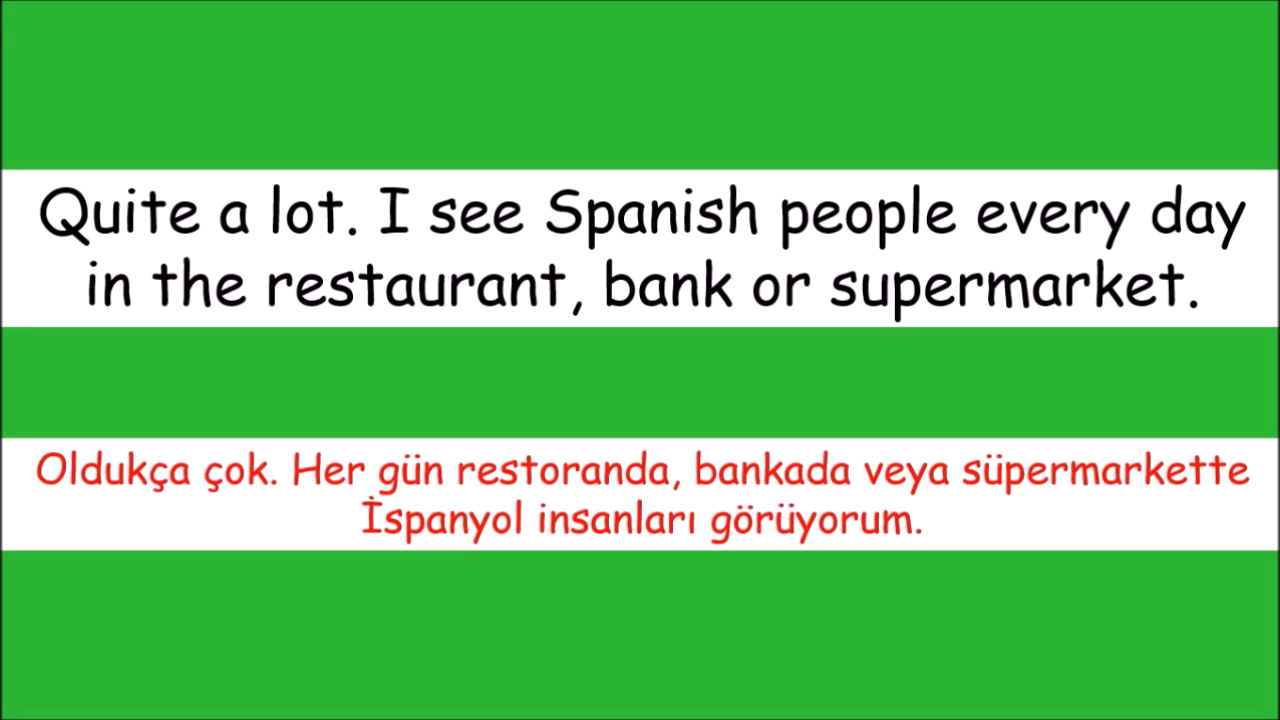 Quite a lot. I see Spanish people every day
in the restaurant, bank or supermarket.
Oldukça çok. Her gün restoranda, bankada veya süpermarkette
İspanyol insanları görüyorum.